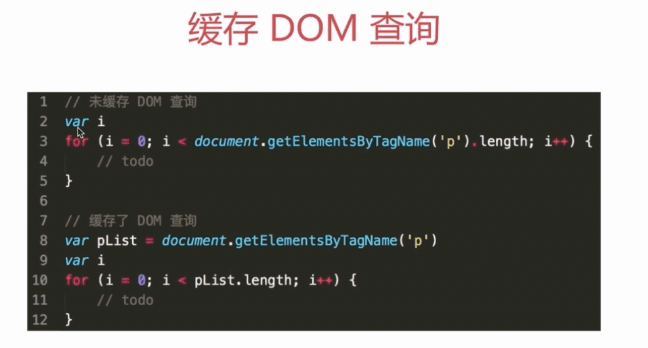 缓存 DOM 查询
1 // 未缓存 DOM 查询
2 var i
3 for (i = 0; i < document.getElementsByTagName('p').length; i++) {
4     // todo
5 }
6
7 // 缓存了 DOM 查询
8 var pList = document.getElementsByTagName('p')
9 var i
10 for (i = 0; i < pList.length; i++) {
11     // todo
12 }